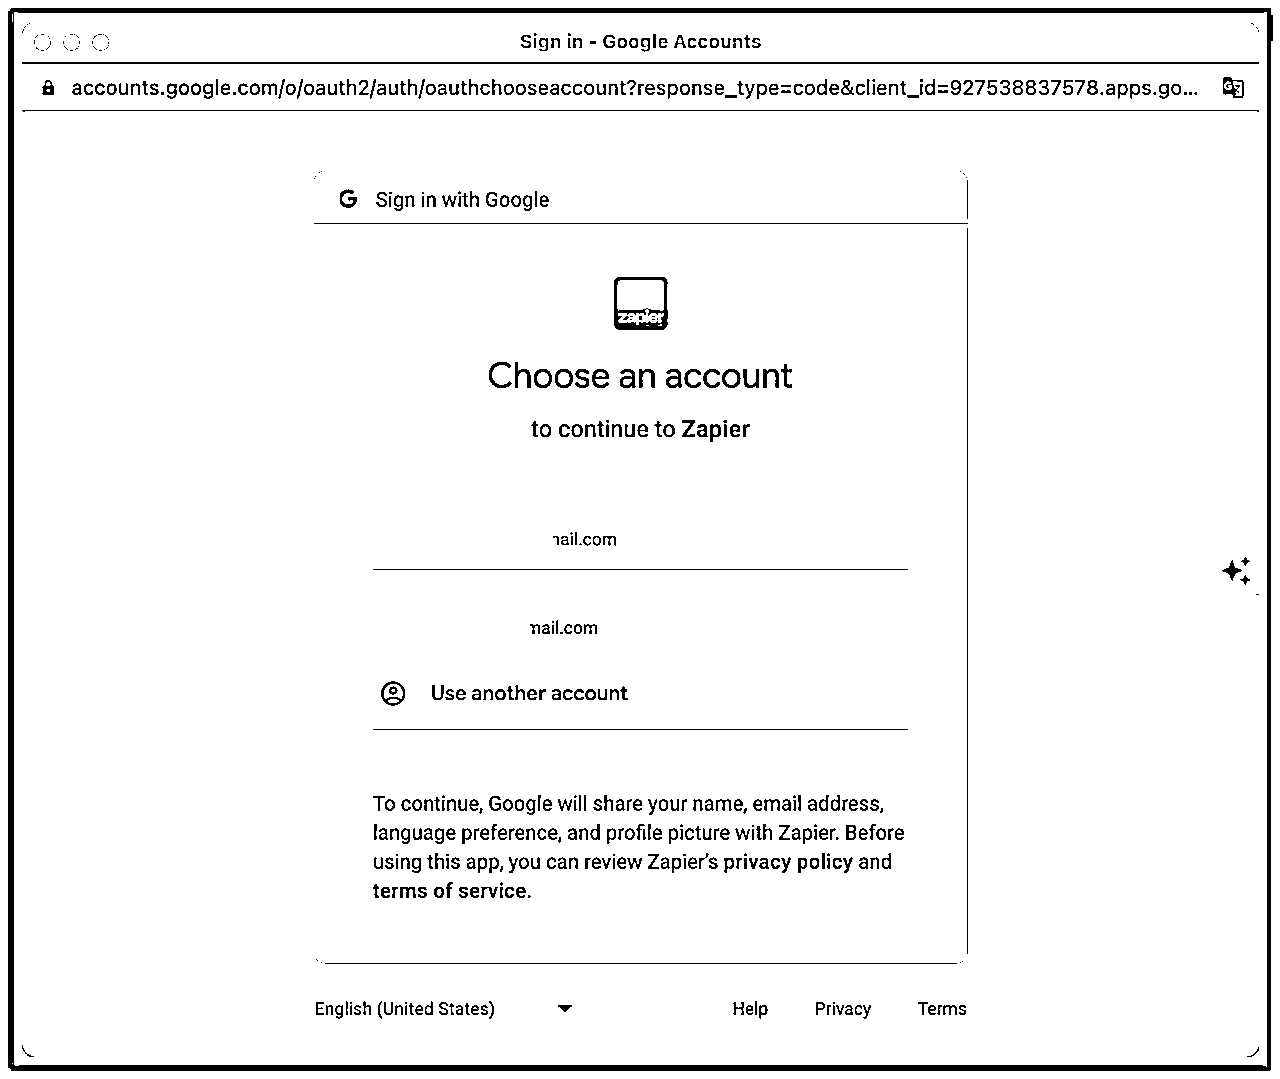 Sign in - Google Accounts
accounts.google.com/o/oauth2/auth/oauthchooseaccount?response_type=code&client_id=927538837578.apps.go...
Sign in with Google
zapier
Choose an account
to continue to Zapier
nail.com
nail.com
Use another account
To continue, Google will share your name, email address,
language preference, and profile picture with Zapier. Before
using this app, you can review Zapier's privacy policy and
terms of service.
English (United States)
Help Privacy Terms